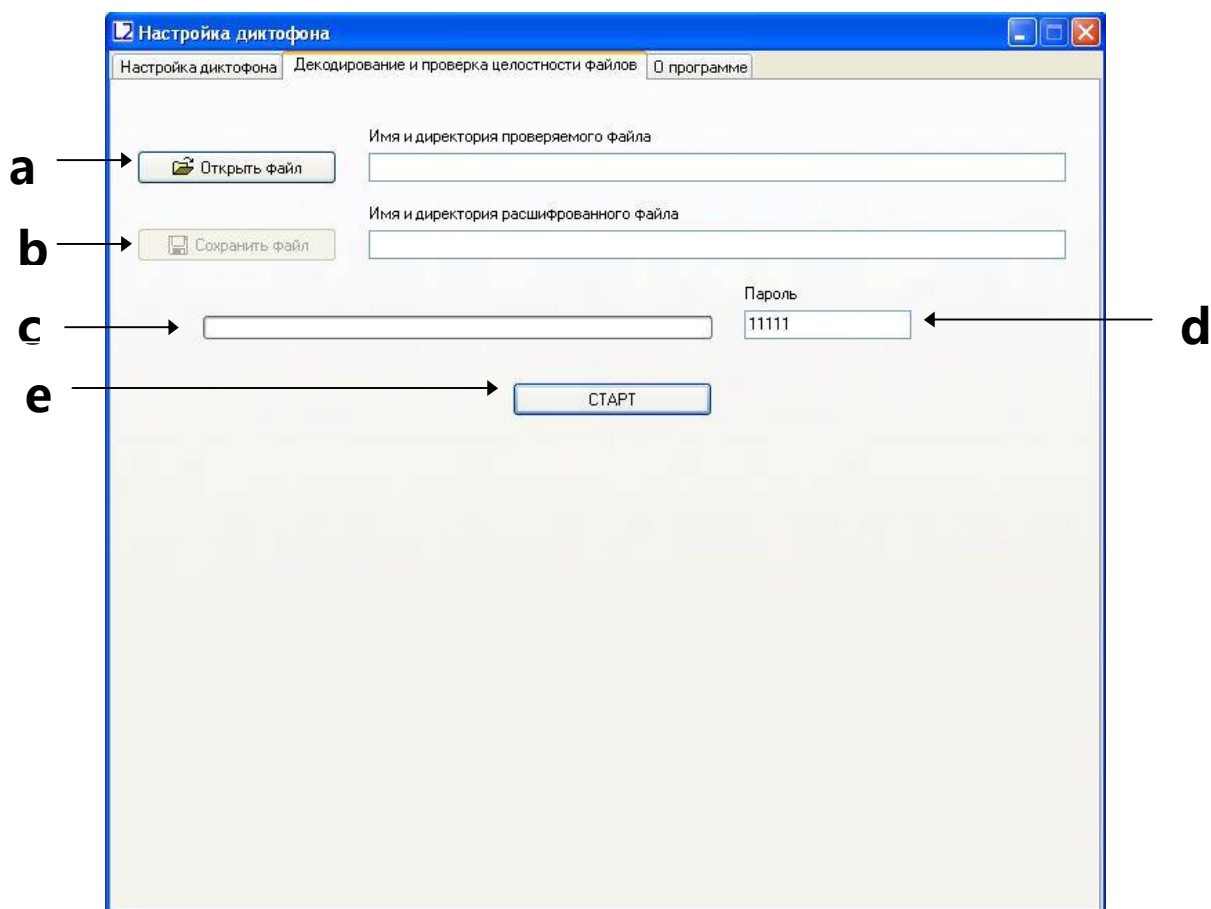 Настройка диктофона
Настройка диктофона Декодирование и проверка целостности файлов О программе
Имя и директория проверяемого файла
a Открыть файл
Имя и директория расшифрованного файла
b Сохранить файл
Пароль
c 11111 d
e СТАРТ